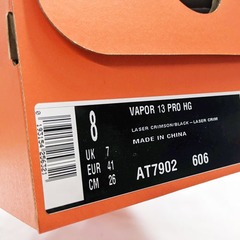 8
VAPOR 13 PRO HG
LASER CRIMSON/BLACK - LASER CRIM
MADE IN CHINA
UK 7
EUR 41
CM 26
AT7902 606